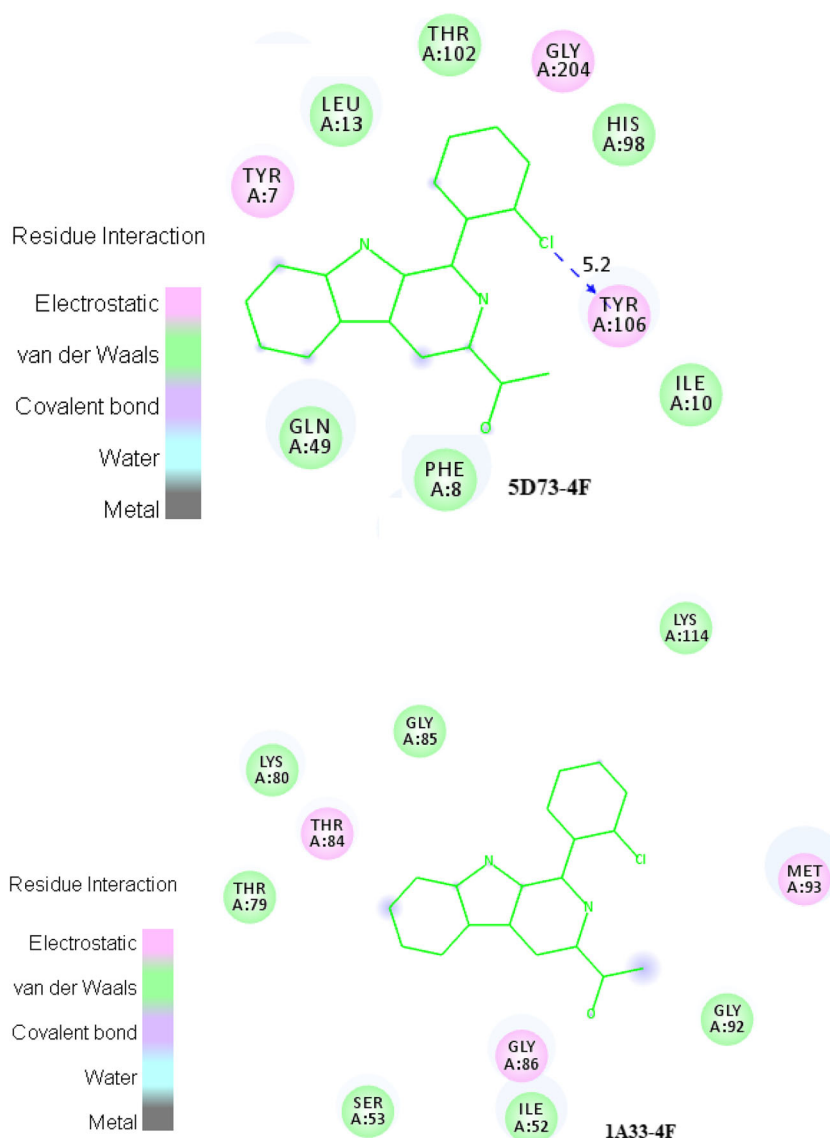 THR
A:102
GLY
A:204
LEU
A:13
HIS
A:98
TYR
A:7
N
Cl
Residue Interaction
5.2
N
TYR
A:106
Electrostatic
van der Waals
ILE
A:10
Covalent bond
GLN
A:49
O
Water
PHE
A:8
5D73-4F
Metal
LYS
A:114
GLY
A:85
LYS
A:80
THR
A:84
N
Cl
MET
A:93
Residue Interaction
THR
A:79
N
Electrostatic
van der Waals
O
GLY
A:92
Covalent bond
GLY
A:86
Water
SER
A:53
ILE
A:52
Metal
1A33-4F